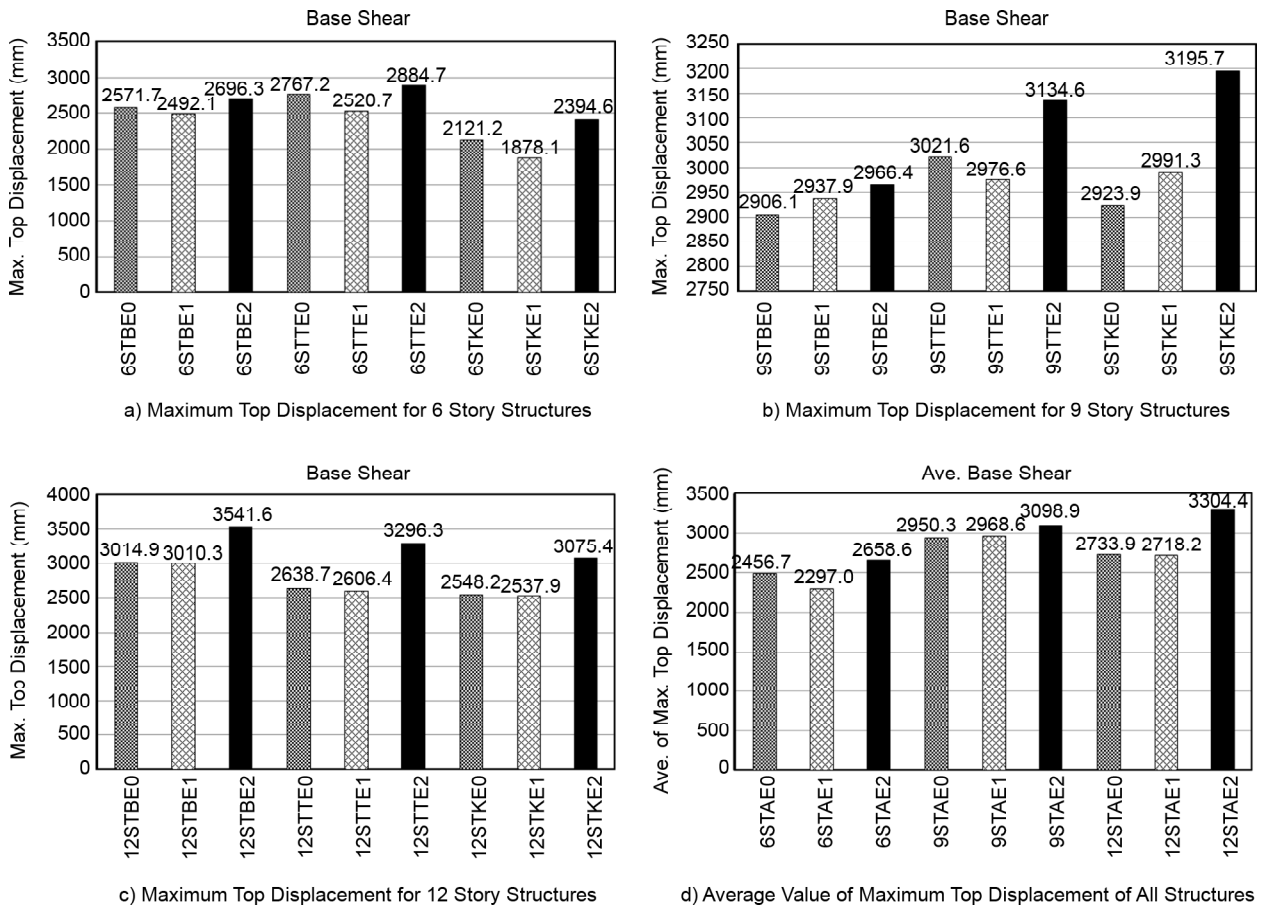 Base Shear
Max. Top Displacement (mm)
3500
3000
2500
2000
1500
1000
500
0
2571.7
2492.1
2696.3
2767.2
2520.7
2884.7
2121.2
1878.1
2394.6
6STBE0
6STBE1
6STBE2
6STTE0
6STTE1
6STTE2
6STKE0
6STKE1
6STKE2
a) Maximum Top Displacement for 6 Story Structures
Base Shear
Max. Top Displacement (mm)
3250
3200
3150
3100
3050
3000
2950
2900
2850
2800
2750
2906.1
2937.9
2966.4
3021.6
2976.6
3134.6
2923.9
2991.3
3195.7
9STBE0
9STBE1
9STBE2
9STTE0
9STTE1
9STTE2
9STKE0
9STKE1
9STKE2
b) Maximum Top Displacement for 9 Story Structures
Base Shear
Max. Top Displacement (mm)
4000
3500
3000
2500
2000
1500
1000
500
0
3014.9
3010.3
3541.6
2638.7
2606.4
3296.3
2548.2
2537.9
3075.4
12STBE0
12STBE1
12STBE2
12STTE0
12STTE1
12STTE2
12STKE0
12STKE1
12STKE2
c) Maximum Top Displacement for 12 Story Structures
Ave. Base Shear
Ave. of Max. Top Displacement (mm)
3500
3000
2500
2000
1500
1000
500
0
2456.7
2297.0
2658.6
2950.3
2968.6
3098.9
2733.9
2718.2
3304.4
6STAE0
6STAE1
6STAE2
9STAE0
9STAE1
9STAE2
12STAE0
12STAE1
12STAE2
d) Average Value of Maximum Top Displacement of All Structures